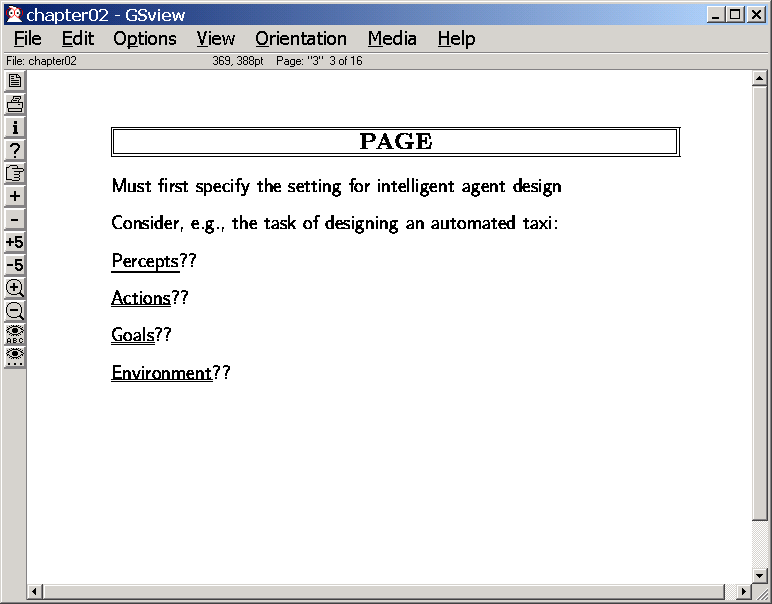 chapter02 - GSview
File Edit Options View Orientation Media Help
File: chapter02 369, 388pt Page: "3" 3 of 16
PAGE
Must first specify the setting for intelligent agent design
Consider, e.g., the task of designing an automated taxi:
Percepts??
Actions??
Goals??
Environment??
i
?
+
-
+5
-5
ABC